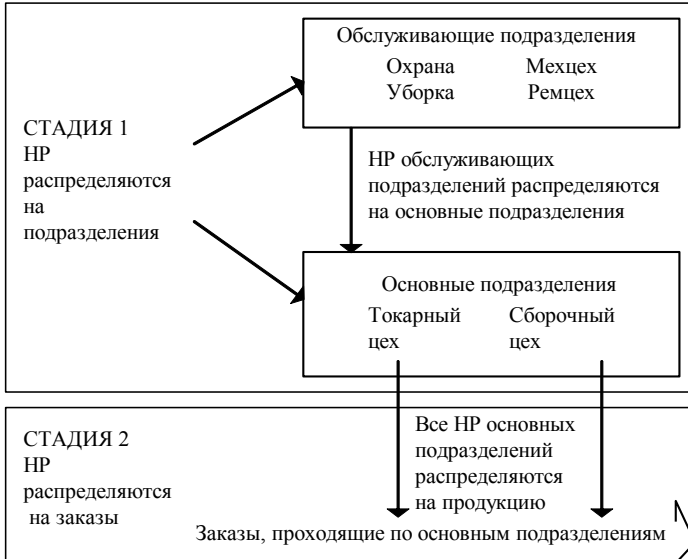 Обслуживающие подразделения
Охрана Мехцех
Уборка Ремцех
СТАДИЯ 1
НР
распределяются
на
подразделения
НР обслуживающих
подразделений распределяются
на основные подразделения
Основные подразделения
Токарный Сборочный
цех цех
СТАДИЯ 2
НР
распределяются
на заказы
Все НР основных
подразделений
распределяются
на продукцию
Заказы, проходящие по основным подразделениям